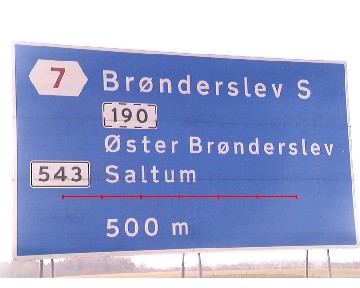 7 Brønderslev S
190
Øster Brønderslev
543 Saltum
500 m